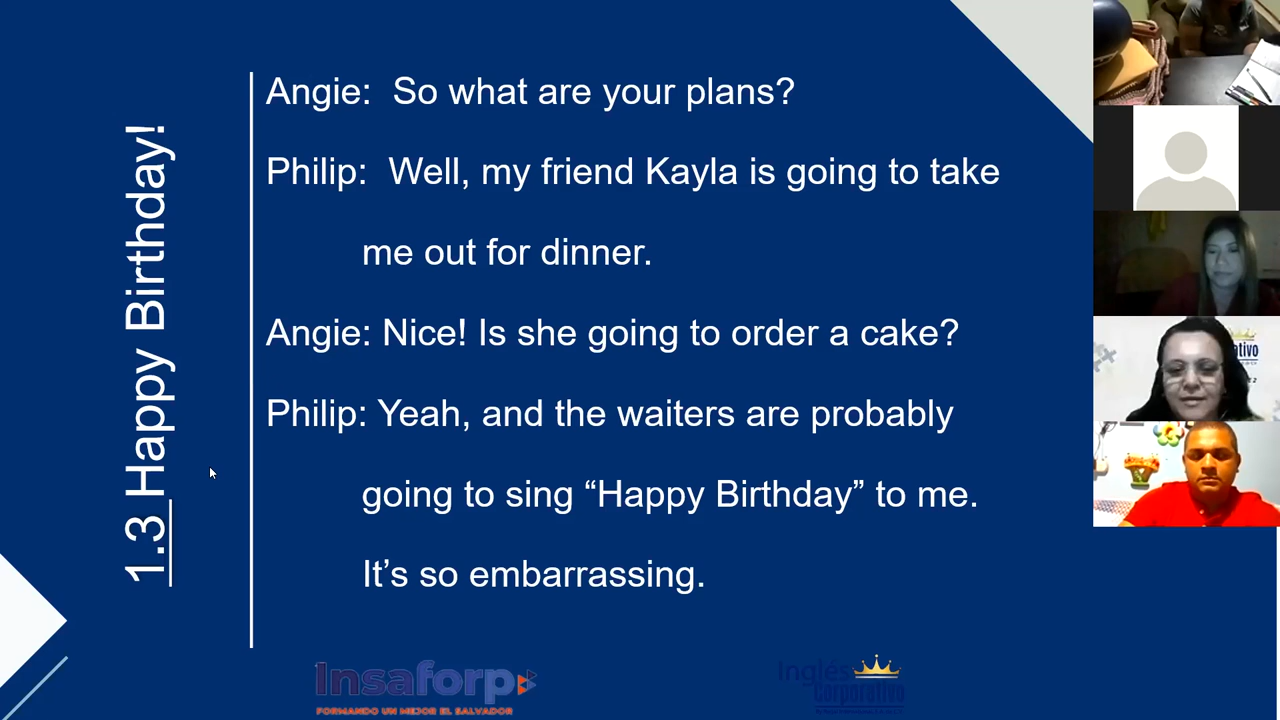 1.3 Happy Birthday!
Angie: So what are your plans?
Philip: Well, my friend Kayla is going to take
me out for dinner.
Angie: Nice! Is she going to order a cake?
Philip: Yeah, and the waiters are probably
going to sing “Happy Birthday” to me.
It’s so embarrassing.
Insaforp
FORMANDO UN MEJOR EL SALVADOR
Inglés
Corporativo